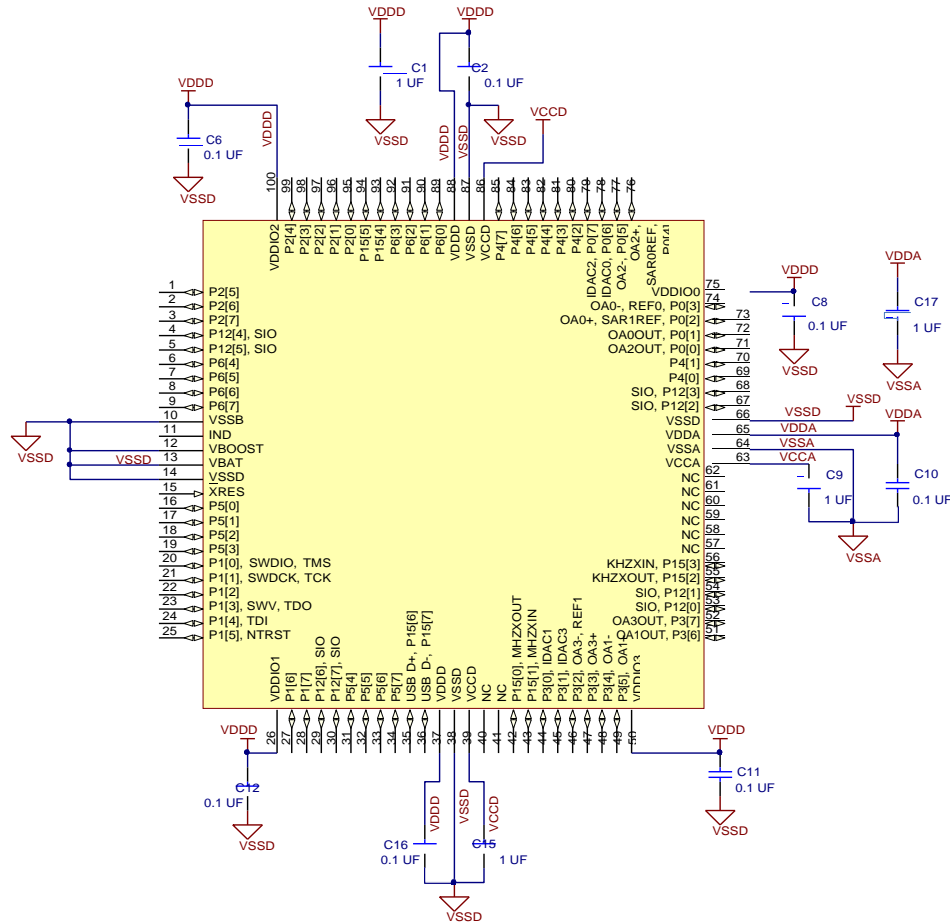 VDDD
C1
1 UF
VSSD
VDDD
C2
0.1 UF
VSSD
VDDD
VSSD
VCCD
VDDD
C6
0.1 UF
VSSD
VDDD
100
99
98
97
96
95
94
93
92
91
90
89
88
87
86
85
84
83
82
81
80
79
78
77
76
VDDIO2
P2[4]
P2[3]
P2[2]
P2[1]
P2[0]
P15[5]
P15[4]
P6[3]
P6[2]
P6[1]
P6[0]
VDDD
VSSD
VCCD
P4[7]
P4[6]
P4[5]
P4[4]
P4[3]
P4[2]
IDAC2, P0[7]
IDAC0, P0[6]
OA2-, P0[5]
OA2+,
SAR0REF,
P0[4]
1 P2[5]
2 P2[6]
3 P2[7]
4 P12[4], SIO
5 P12[5], SIO
6 P6[4]
7 P6[5]
8 P6[6]
9 P6[7]
10 VSSB
11 IND
12 VBOOST
13 VBAT
14 VSSD
15 XRES
16 P5[0]
17 P5[1]
18 P5[2]
19 P5[3]
20 P1[0], SWDIO, TMS
21 P1[1], SWDCK, TCK
22 P1[2]
23 P1[3], SWV, TDO
24 P1[4], TDI
25 P1[5], NTRST
VSSD
VSSD
VDDIO0 75
OA0-, REF0, P0[3] 74
OA0+, SAR1REF, P0[2] 73
OA0OUT, P0[1] 72
OA2OUT, P0[0] 71
P4[1] 70
P4[0] 69
SIO, P12[3] 68
SIO, P12[2] 67
VSSD 66
VDDA 65
VSSA 64
VCCA 63
NC 62
NC 61
NC 60
NC 59
NC 58
NC 57
KHZXIN, P15[3] 56
KHZXOUT, P15[2] 55
SIO, P12[1] 54
SIO, P12[0] 53
OA3OUT, P3[7] 52
OA1OUT, P3[6] 51
VDDD
C8
0.1 UF
VSSD
VDDA
C17
1 UF
VSSA
VSSD
VSSD
VDDA
VDDA
VSSA
VCCA
C9
1 UF
C10
0.1 UF
VSSA
VDDIO1
P1[6]
P1[7]
P12[6], SIO
P12[7], SIO
P5[4]
P5[5]
P5[6]
P5[7]
USB D+, P15[6]
USB D-, P15[7]
VDDD
VSSD
VCCD
NC
NC
P15[0], MHZXOUT
P15[1], MHZXIN
P3[0], IDAC1
P3[1], IDAC3
P3[2], OA3-, REF1
P3[3], OA3+
P3[4], OA1-
P3[5], OA1+
VDDIO3
26
27
28
29
30
31
32
33
34
35
36
37
38
39
40
41
42
43
44
45
46
47
48
49
50
VDDD
C12
0.1 UF
VSSD
VDDD
VSSD
VCCD
C16
0.1 UF
C15
1 UF
VSSD
VDDD
C11
0.1 UF
VSSD